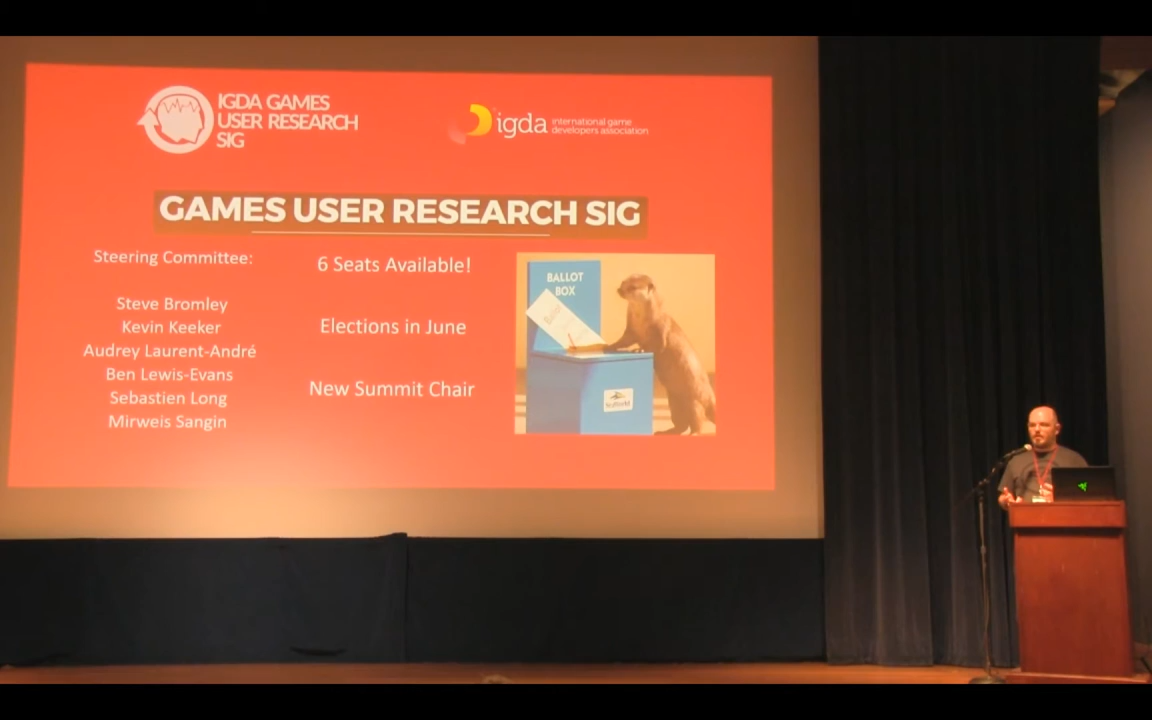 IGDA GAMES
USER RESEARCH
SIG
igda international game
developers association
GAMES USER RESEARCH SIG
Steering Committee:
Steve Bromley
Kevin Keeker
Audrey Laurent-André
Ben Lewis-Evans
Sebastien Long
Mirweis Sangin
6 Seats Available!
Elections in June
New Summit Chair
BALLOT
BOX
Ballot
SeaWorld